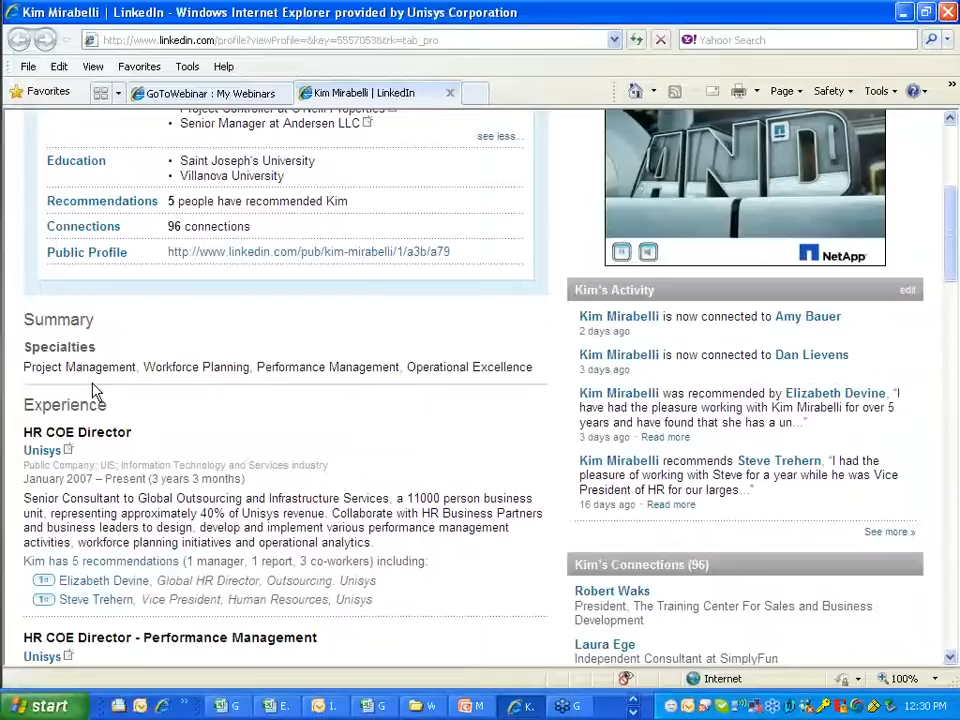 Kim Mirabelli | LinkedIn - Windows Internet Explorer provided by Unisys Corporation
http://www.linkedin.com/profile?viewProfile=&key=5557053&trk=tab_pro
Yahoo! Search
File Edit View Favorites Tools Help
Favorites
GoToWebinar : My Webinars
Kim Mirabelli | LinkedIn
Page Safety Tools
Project Controller at O'Neill Properties
Senior Manager at Andersen LLC
see less...
Education
• Saint Joseph's University
• Villanova University
Recommendations 5 people have recommended Kim
Connections 96 connections
Public Profile http://www.linkedin.com/pub/kim-mirabelli/1/a3b/a79
Summary
Specialties
Project Management, Workforce Planning, Performance Management, Operational Excellence
Experience
HR COE Director
Unisys
Public Company; UIS; Information Technology and Services industry
January 2007 – Present (3 years 3 months)
Senior Consultant to Global Outsourcing and Infrastructure Services, a 11000 person business
unit, representing approximately 40% of Unisys revenue. Collaborate with HR Business Partners
and business leaders to design, develop and implement various performance management
activities, workforce planning initiatives and operational analytics.
Kim has 5 recommendations (1 manager, 1 report, 3 co-workers) including:
1st Elizabeth Devine, Global HR Director, Outsourcing, Unisys
1st Steve Trehern, Vice President, Human Resources, Unisys
HR COE Director - Performance Management
Unisys
AND
NetApp
Kim's Activity edit
Kim Mirabelli is now connected to Amy Bauer
2 days ago
Kim Mirabelli is now connected to Dan Lievens
3 days ago
Kim Mirabelli was recommended by Elizabeth Devine, "I
have had the pleasure working with Kim Mirabelli for over 5
years and have found that she has a un..."
3 days ago · Read more
Kim Mirabelli recommends Steve Trehern, "I had the
pleasure of working with Steve for a year while he was Vice
President of HR for our larges..."
16 days ago · Read more
See more »
Kim's Connections (96)
Robert Waks
President, The Training Center For Sales and Business
Development
Laura Ege
Independent Consultant at SimplyFun
Internet
100%
start
G
E.
I.
G
W
M
K.
G
12:30 PM